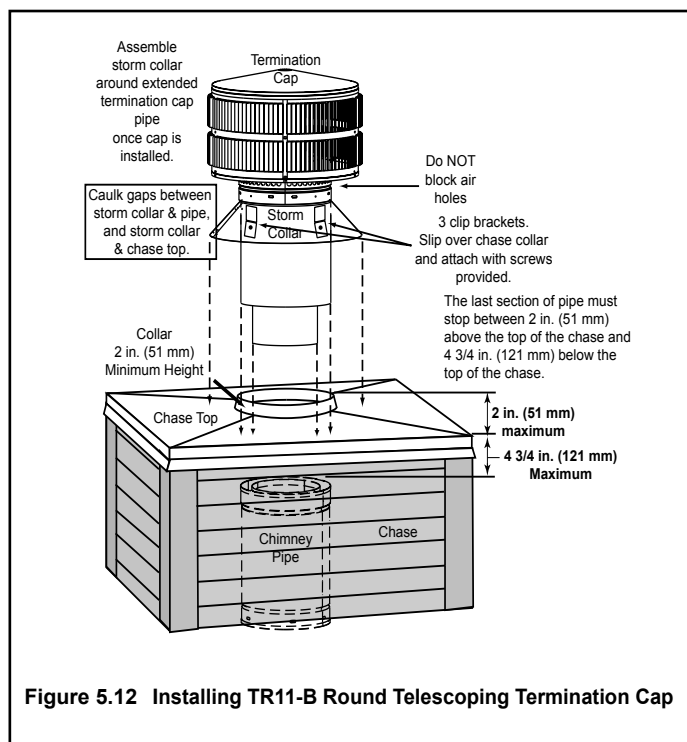 Assemble
storm collar
around extended
termination cap
pipe
once cap is
installed.
Termination
Cap
Do NOT
block air
holes
Caulk gaps between
storm collar & pipe,
and storm collar
& chase top.
Storm
Collar
3 clip brackets.
Slip over chase collar
and attach with screws
provided.
The last section of pipe must
stop between 2 in. (51 mm)
above the top of the chase and
4 3/4 in. (121 mm) below the
top of the chase.
Collar
2 in. (51 mm)
Minimum Height
Chase Top
2 in. (51 mm)
maximum
4 3/4 in. (121 mm)
Maximum
Chimney
Pipe
Chase
Figure 5.12 Installing TR11-B Round Telescoping Termination Cap